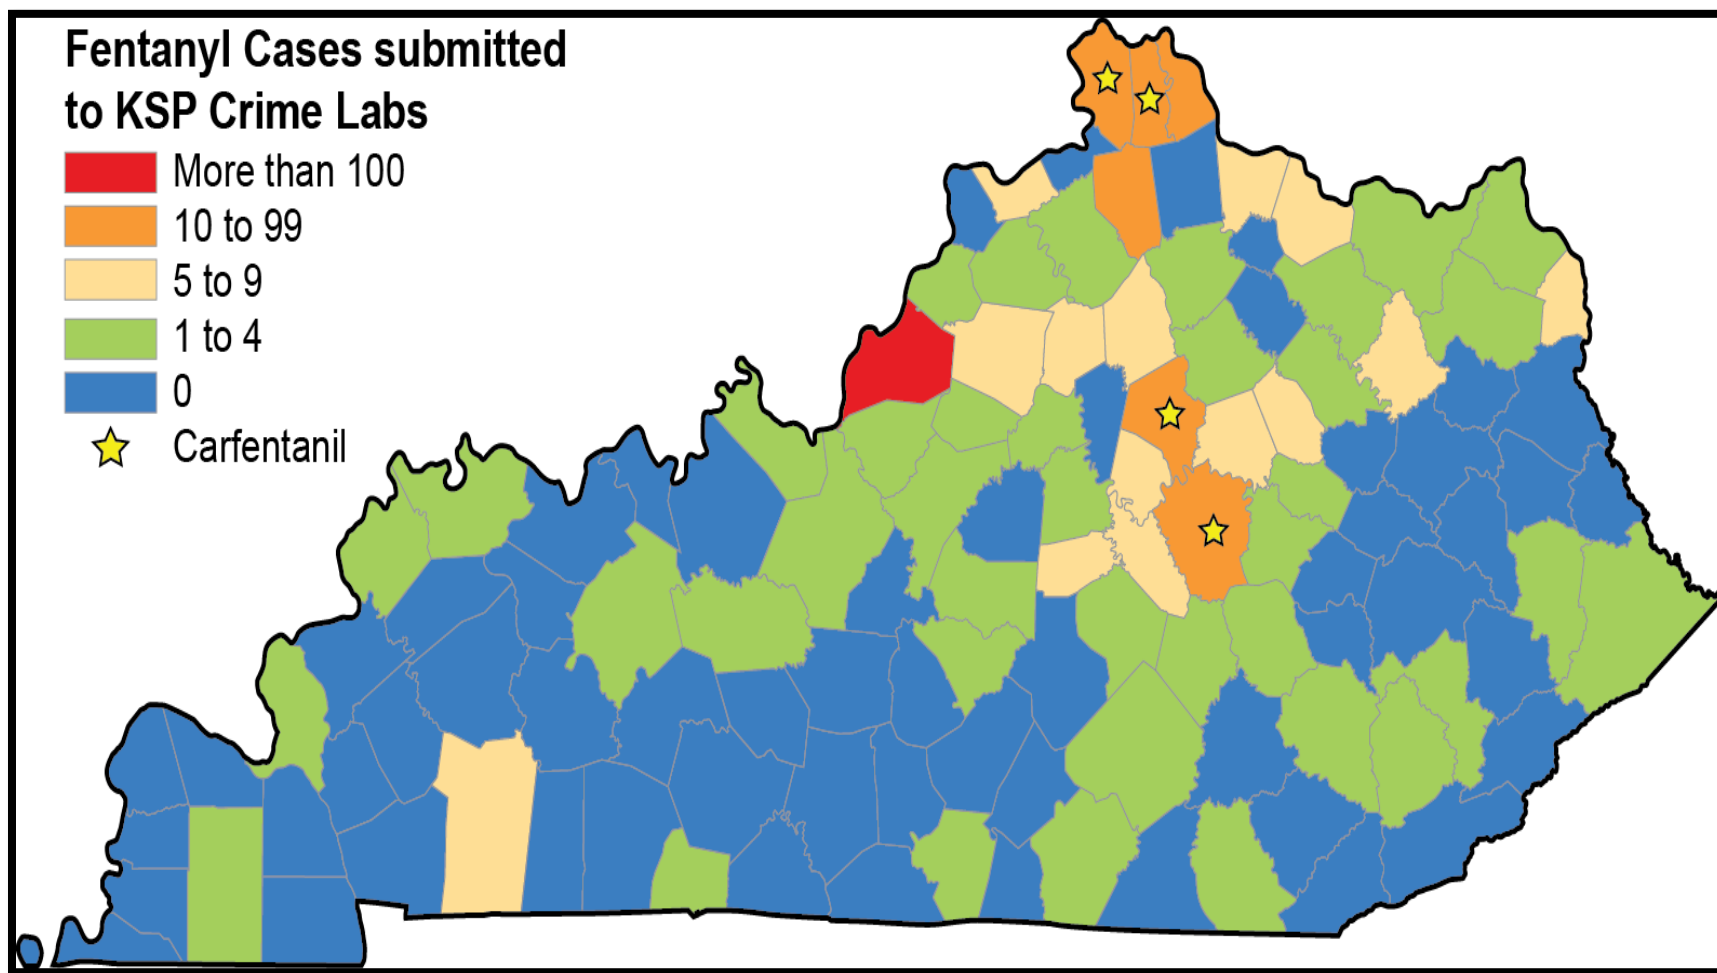 Fentanyl Cases submitted
to KSP Crime Labs
More than 100
10 to 99
5 to 9
1 to 4
0
Carfentanil